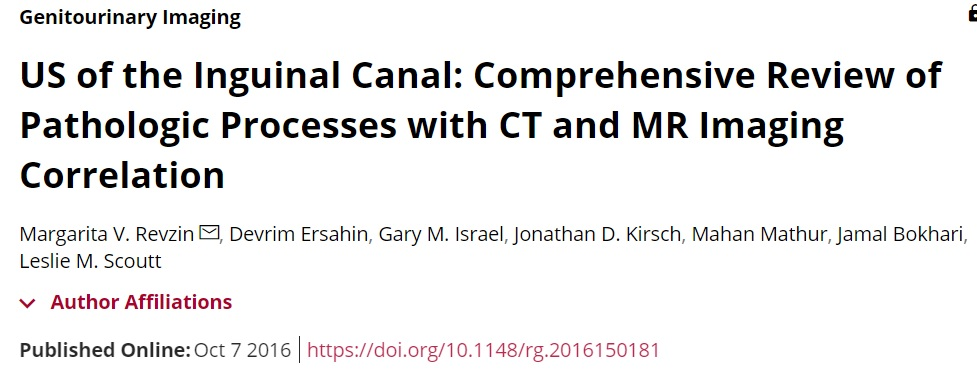 Genitourinary Imaging
US of the Inguinal Canal: Comprehensive Review of
Pathologic Processes with CT and MR Imaging
Correlation
Margarita V. Revzin, Devrim Ersahin, Gary M. Israel, Jonathan D. Kirsch, Mahan Mathur, Jamal Bokhari,
Leslie M. Scoutt
Author Affiliations
Published Online: Oct 7 2016 | https://doi.org/10.1148/rg.2016150181